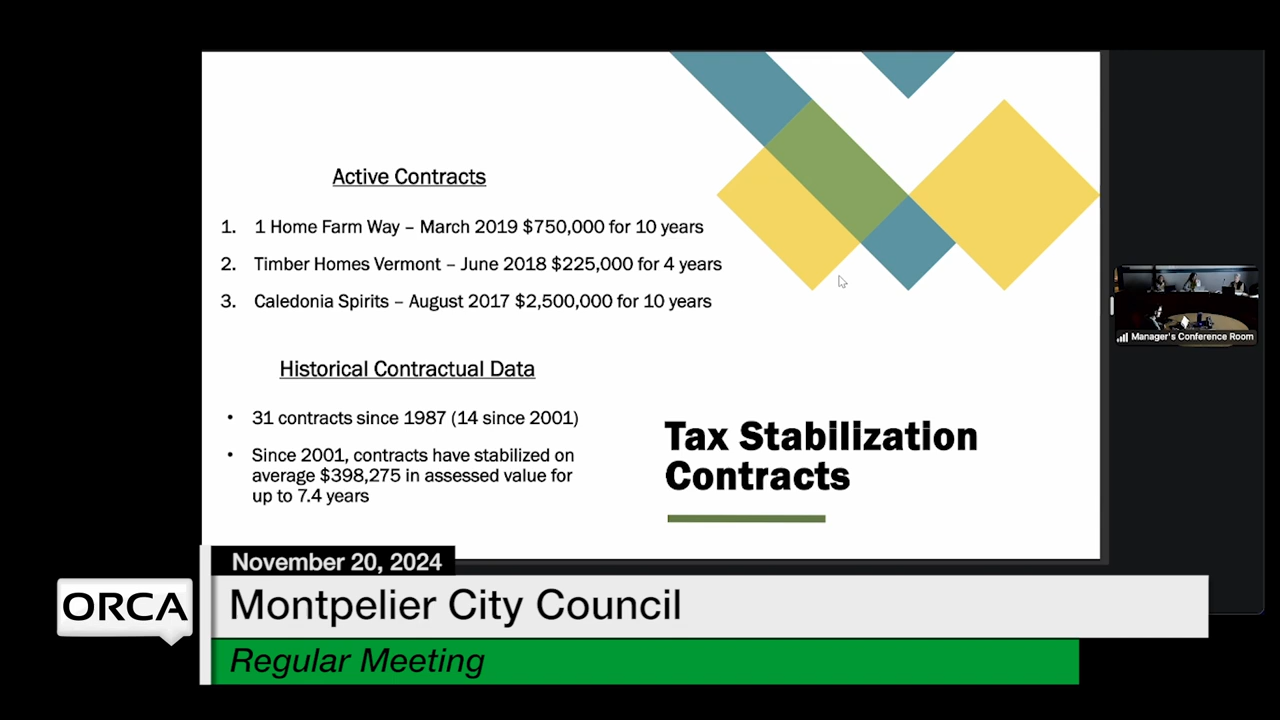 Active Contracts
1. 1 Home Farm Way – March 2019 $750,000 for 10 years
2. Timber Homes Vermont – June 2018 $225,000 for 4 years
3. Caledonia Spirits – August 2017 $2,500,000 for 10 years
Historical Contractual Data
• 31 contracts since 1987 (14 since 2001)
• Since 2001, contracts have stabilized on
average $398,275 in assessed value for
up to 7.4 years
Tax Stabilization
Contracts
Manager's Conference Room
November 20, 2024
ORCA
Montpelier City Council
Regular Meeting